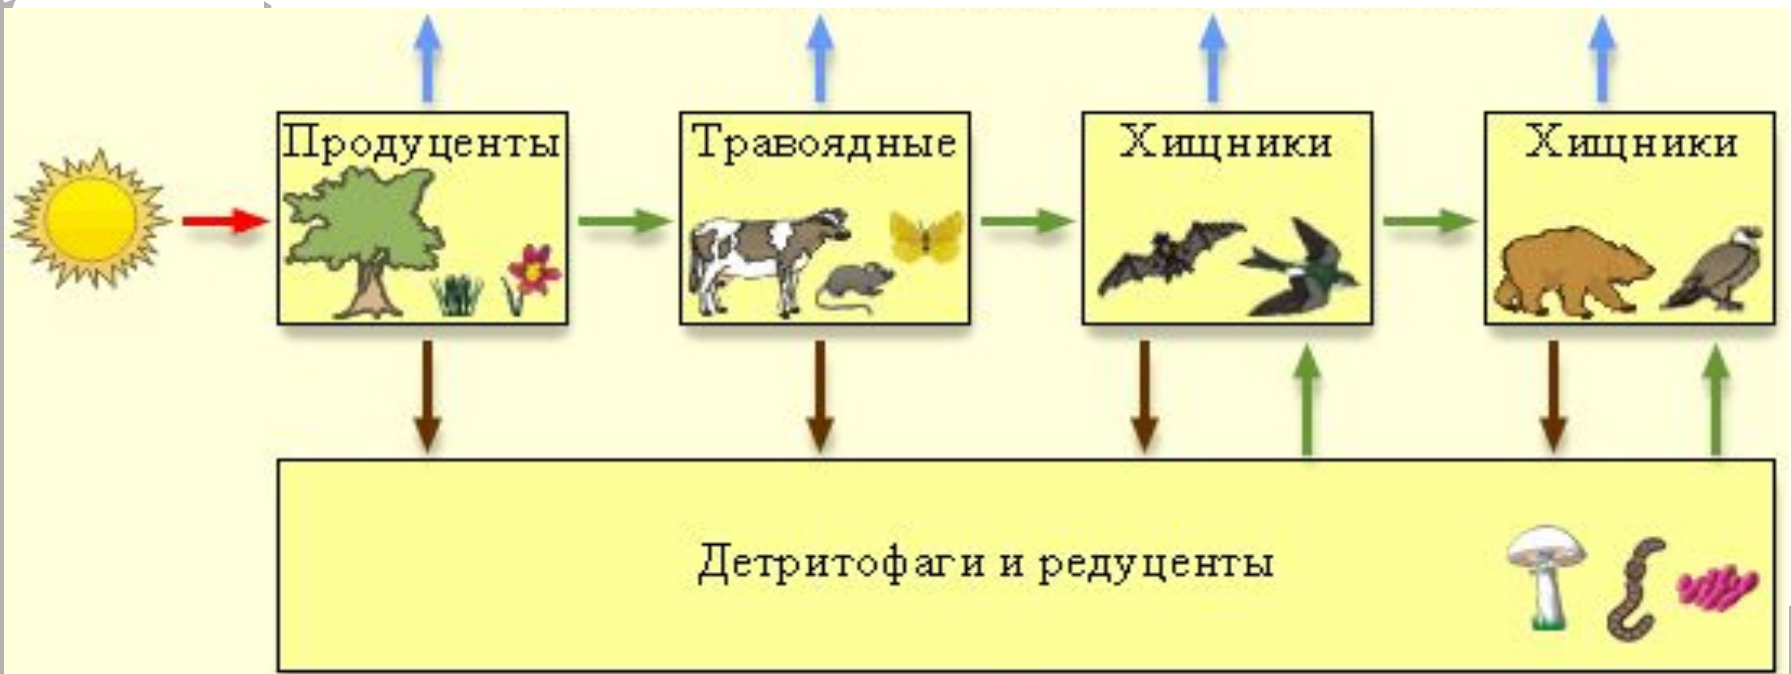 Продуценты
Травоядные
Хищники
Хищники
Детритофаги и редуценты